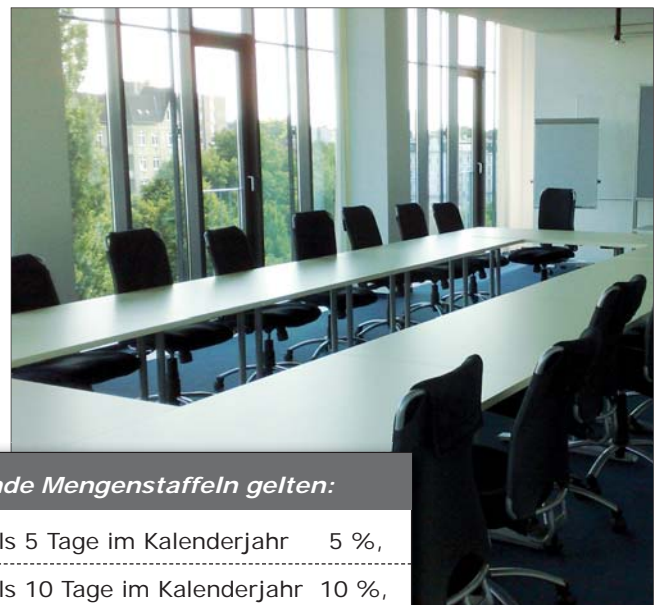 Mengenstaffeln gelten:
5 Tage im Kalenderjahr 5 %,
10 Tage im Kalenderjahr 10 %,